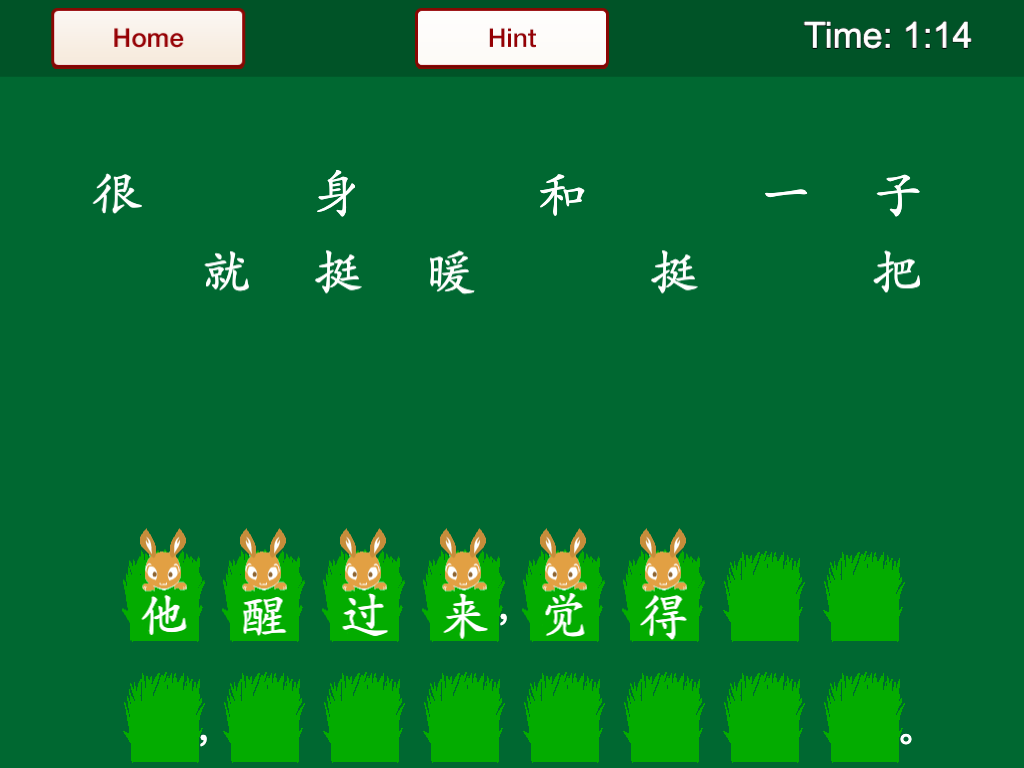 Home Hint Time: 1:14
很 身 和 一 子
就 挺 暖 挺 把
他醒过来，觉得
，。